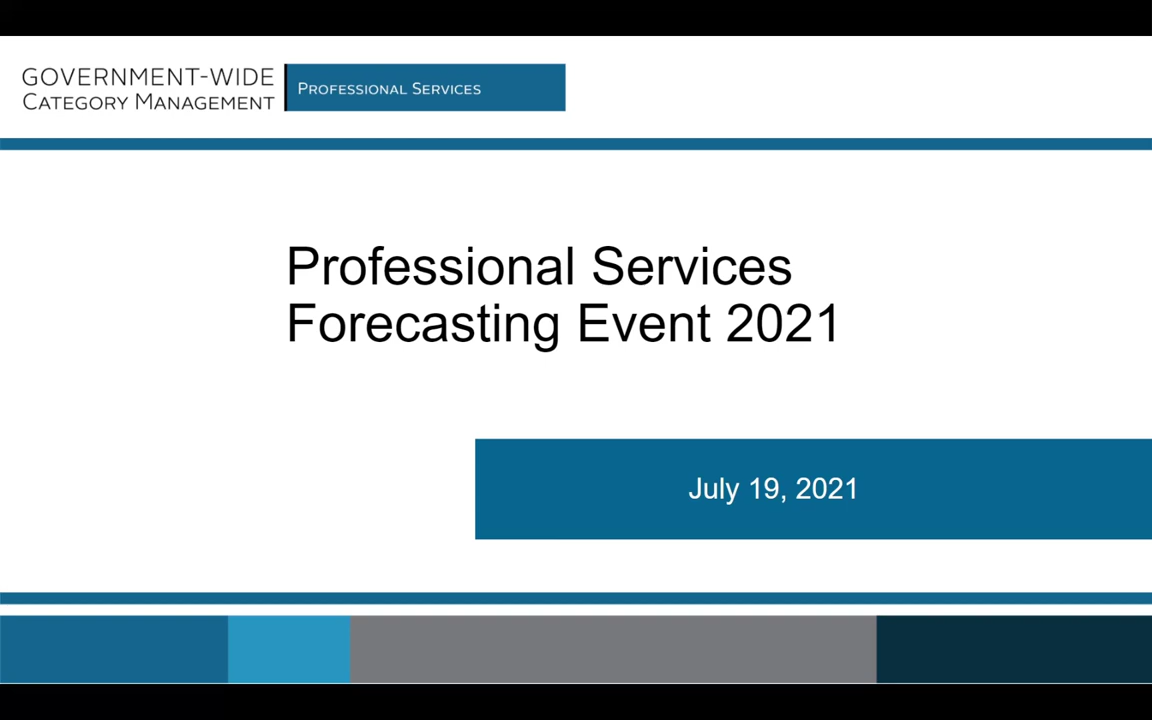 GOVERNMENT-WIDE
CATEGORY MANAGEMENT
PROFESSIONAL SERVICES
Professional Services
Forecasting Event 2021
July 19, 2021